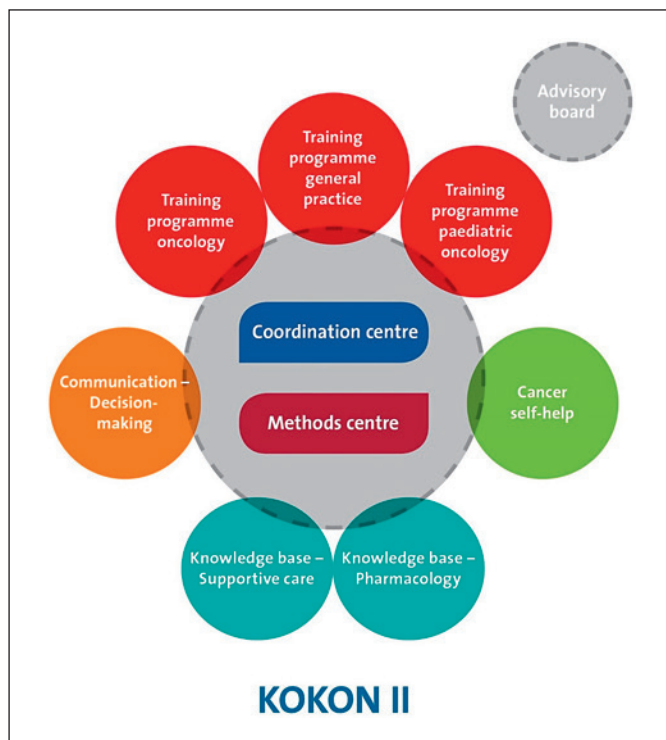 Advisory
board
Training
programme
general
practice
Training
programme
oncology
Training
programme
paediatric
oncology
Coordination centre
Communication –
Decision-
making
Methods centre
Cancer
self-help
Knowledge base –
Supportive care
Knowledge base –
Pharmacology
KOKON II